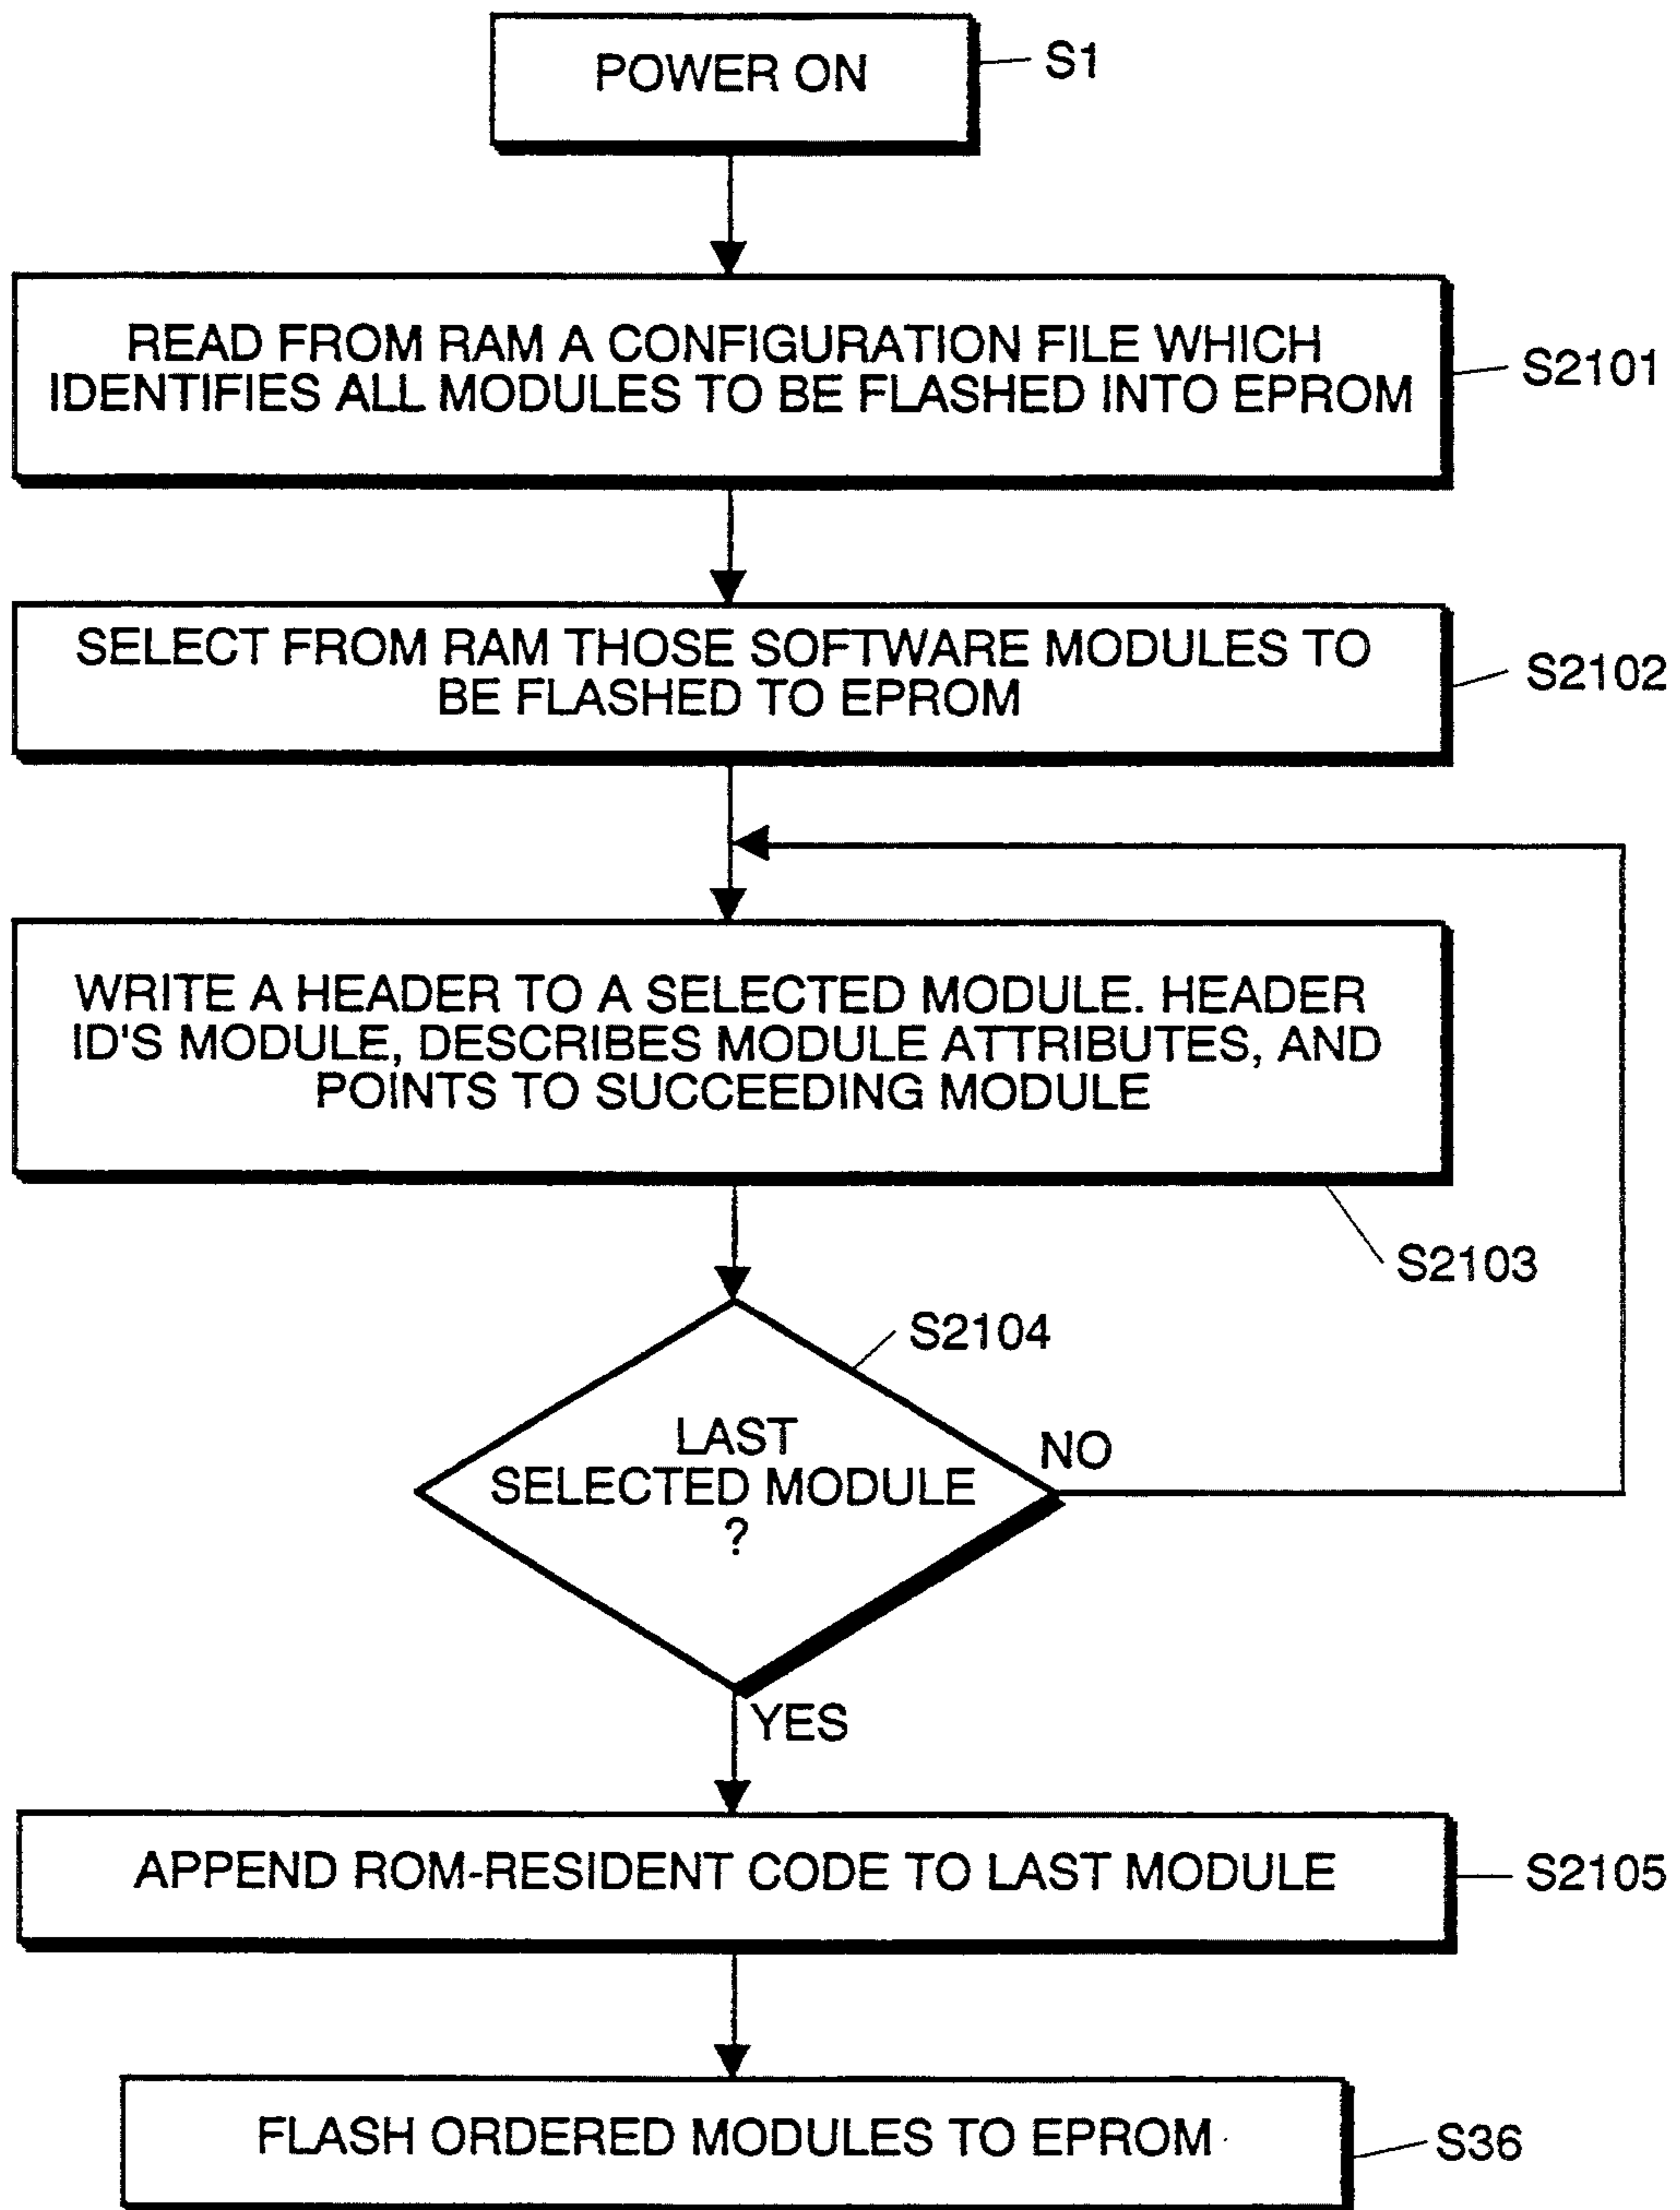 POWER ON
S1
READ FROM RAM A CONFIGURATION FILE WHICH
IDENTIFIES ALL MODULES TO BE FLASHED INTO EPROM
S2101
SELECT FROM RAM THOSE SOFTWARE MODULES TO
BE FLASHED TO EPROM
S2102
WRITE A HEADER TO A SELECTED MODULE. HEADER
ID'S MODULE, DESCRIBES MODULE ATTRIBUTES, AND
POINTS TO SUCCEEDING MODULE
S2103
S2104
LAST
SELECTED MODULE
?
NO
YES
APPEND ROM-RESIDENT CODE TO LAST MODULE
S2105
FLASH ORDERED MODULES TO EPROM
S36